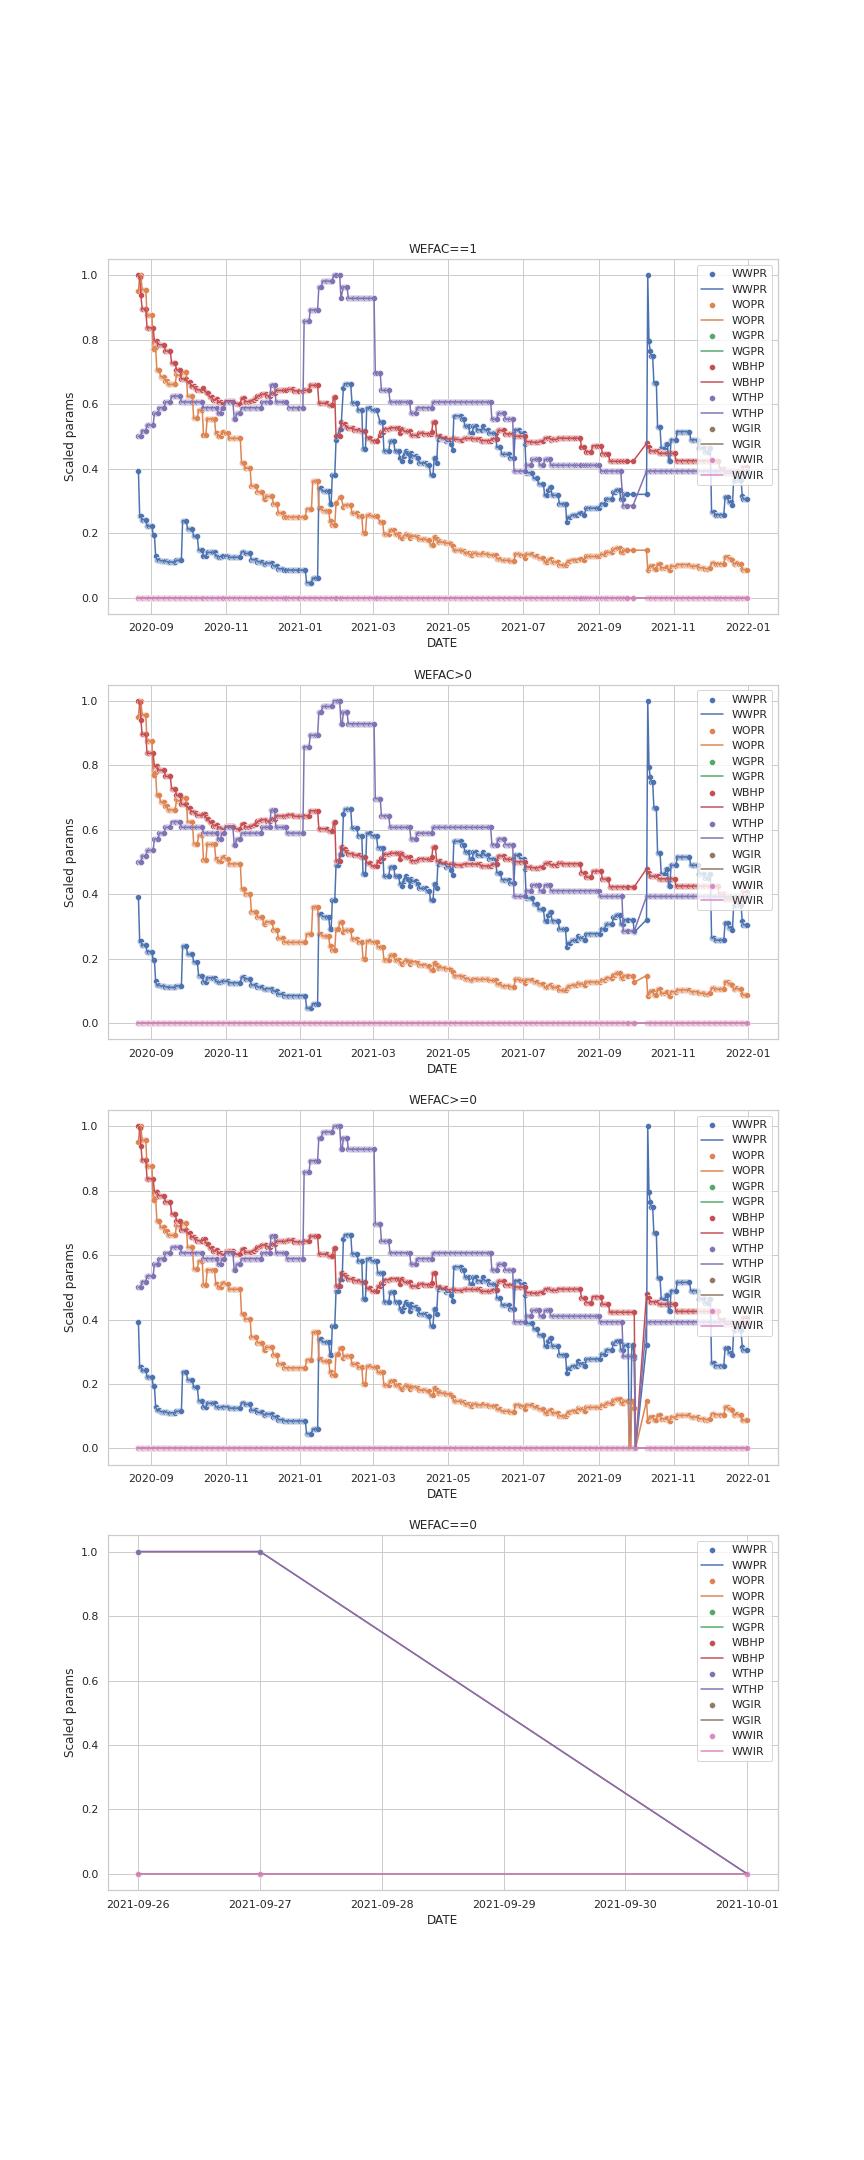 WEFAC==1
1.0
0.8
0.6
0.4
0.2
0.0
Scaled params
WWPR
WWPR
WOPR
WOPR
WGPR
WGPR
WBHP
WBHP
WTHP
WTHP
WGIR
WGIR
WWIR
WWIR
2020-09 2020-11 2021-01 2021-03 2021-05 2021-07 2021-09 2021-11 2022-01
DATE
WEFAC>0
1.0
0.8
0.6
0.4
0.2
0.0
Scaled params
WWPR
WWPR
WOPR
WOPR
WGPR
WGPR
WBHP
WBHP
WTHP
WTHP
WGIR
WGIR
WWIR
WWIR
2020-09 2020-11 2021-01 2021-03 2021-05 2021-07 2021-09 2021-11 2022-01
DATE
WEFAC>=0
1.0
0.8
0.6
0.4
0.2
0.0
Scaled params
WWPR
WWPR
WOPR
WOPR
WGPR
WGPR
WBHP
WBHP
WTHP
WTHP
WGIR
WGIR
WWIR
WWIR
2020-09 2020-11 2021-01 2021-03 2021-05 2021-07 2021-09 2021-11 2022-01
DATE
WEFAC==0
1.0
0.8
0.6
0.4
0.2
0.0
Scaled params
WWPR
WWPR
WOPR
WOPR
WGPR
WGPR
WBHP
WBHP
WTHP
WTHP
WGIR
WGIR
WWIR
WWIR
2021-09-26 2021-09-27 2021-09-28 2021-09-29 2021-09-30 2021-10-01
DATE